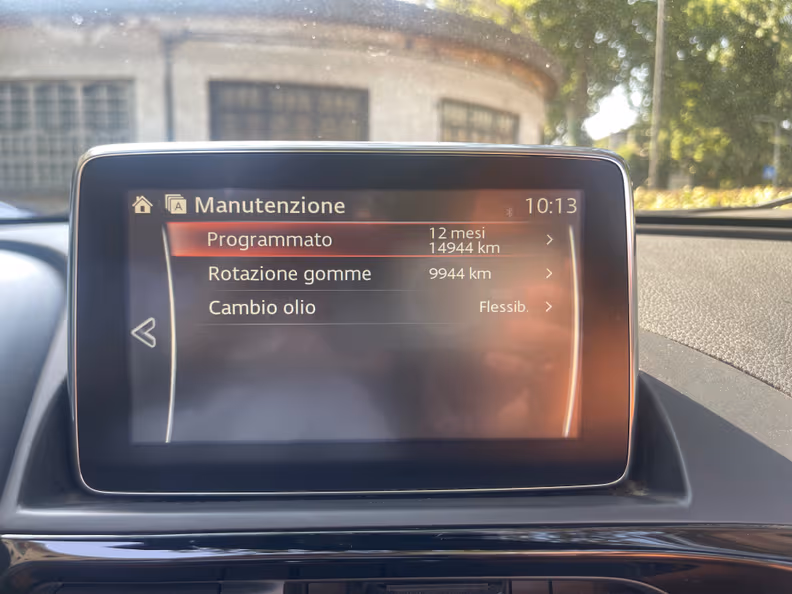 A Manutenzione 10:13
Programmato 12 mesi
14944 km
Rotazione gomme 9944 km
Cambio olio Flessib.